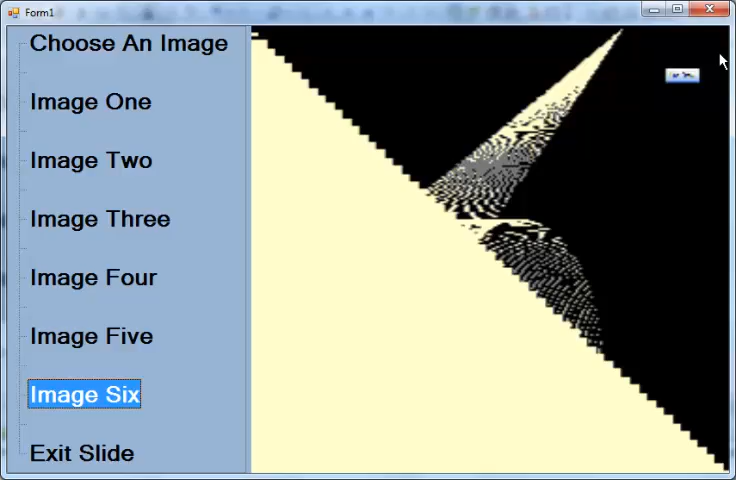 Form1
Choose An Image
Image One
Image Two
Image Three
Image Four
Image Five
Image Six
Exit Slide